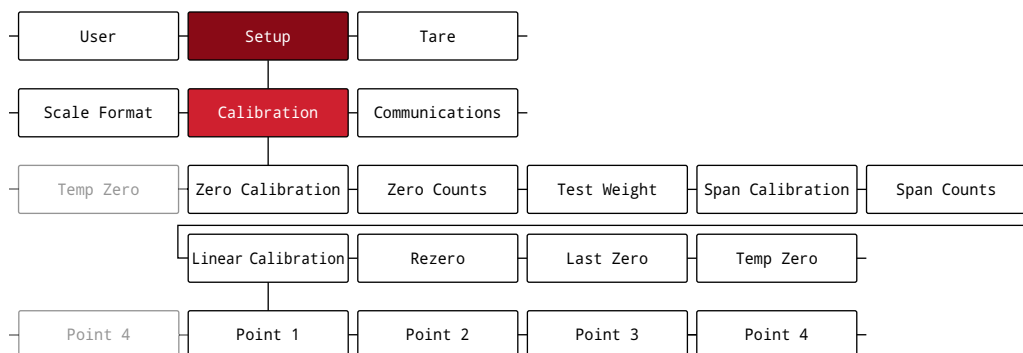 User
Setup
Tare
Scale Format
Calibration
Communications
Temp Zero
Zero Calibration
Zero Counts
Test Weight
Span Calibration
Span Counts
Linear Calibration
Rezero
Last Zero
Temp Zero
Point 4
Point 1
Point 2
Point 3
Point 4